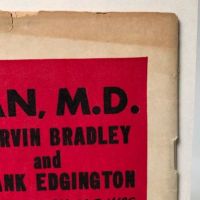 AN, M.D.
RVIN BRADLEY
and
ANK EDGINGTON